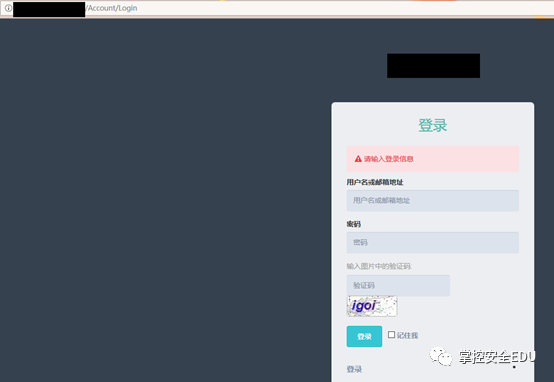 /Account/Login
登录
请输入登录信息
用户名或邮箱地址
用户名或邮箱地址
密码
密码
输入图片中的验证码
验证码
igoi
登录 记住我
登录
掌控安全EDU